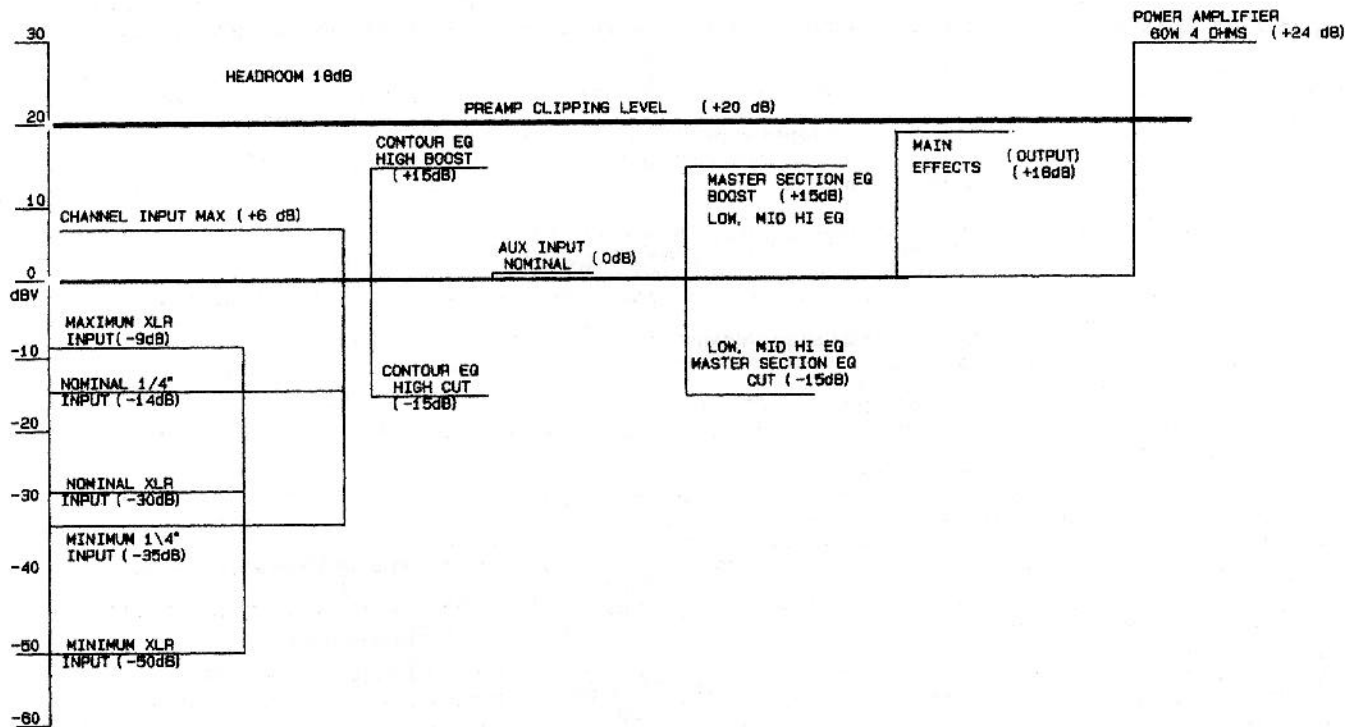 POWER AMPLIFIER
60W 4 OHMS (+24 dB)
30
HEADROOM 18dB
PREAMP CLIPPING LEVEL (+20 dB)
20
CONTOUR EQ
HIGH BOOST
(+15dB)
MAIN
EFFECTS
(OUTPUT)
(+18dB)
MASTER SECTION EQ
BOOST (+15dB)
LOW, MID HI EQ
10
CHANNEL INPUT MAX (+6 dB)
AUX INPUT
NOMINAL (0dB)
0
dBV
MAXIMUN XLR
INPUT(-9dB)
-10
LOW, MID HI EQ
MASTER SECTION EQ
CUT (-15dB)
CONTOUR EQ
HIGH CUT
(-15dB)
NOMINAL 1/4"
INPUT (-14dB)
-20
NOMINAL XLR
INPUT (-30dB)
-30
MINIMUM 1\4"
INPUT (-35dB)
-40
-50
MINIMUM XLR
INPUT (-50dB)
-60